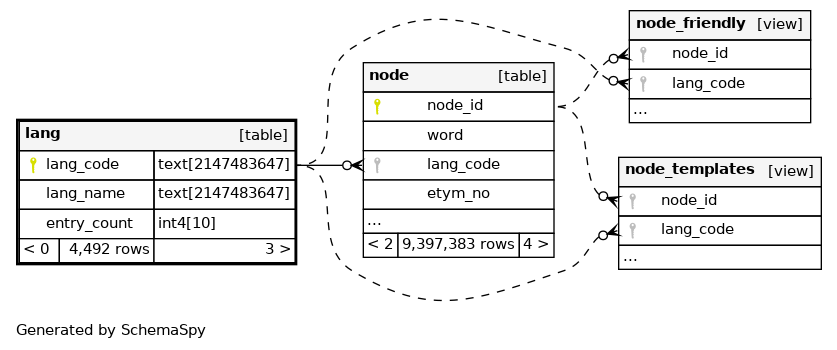 lang [table]
lang_code text[2147483647]
lang_name text[2147483647]
entry_count int4[10]
< 0 4,492 rows 3 >
node [table]
node_id
word
lang_code
etym_no
...
< 2 9,397,383 rows 4 >
node_friendly [view]
node_id
lang_code
...
node_templates [view]
node_id
lang_code
...
Generated by SchemaSpy